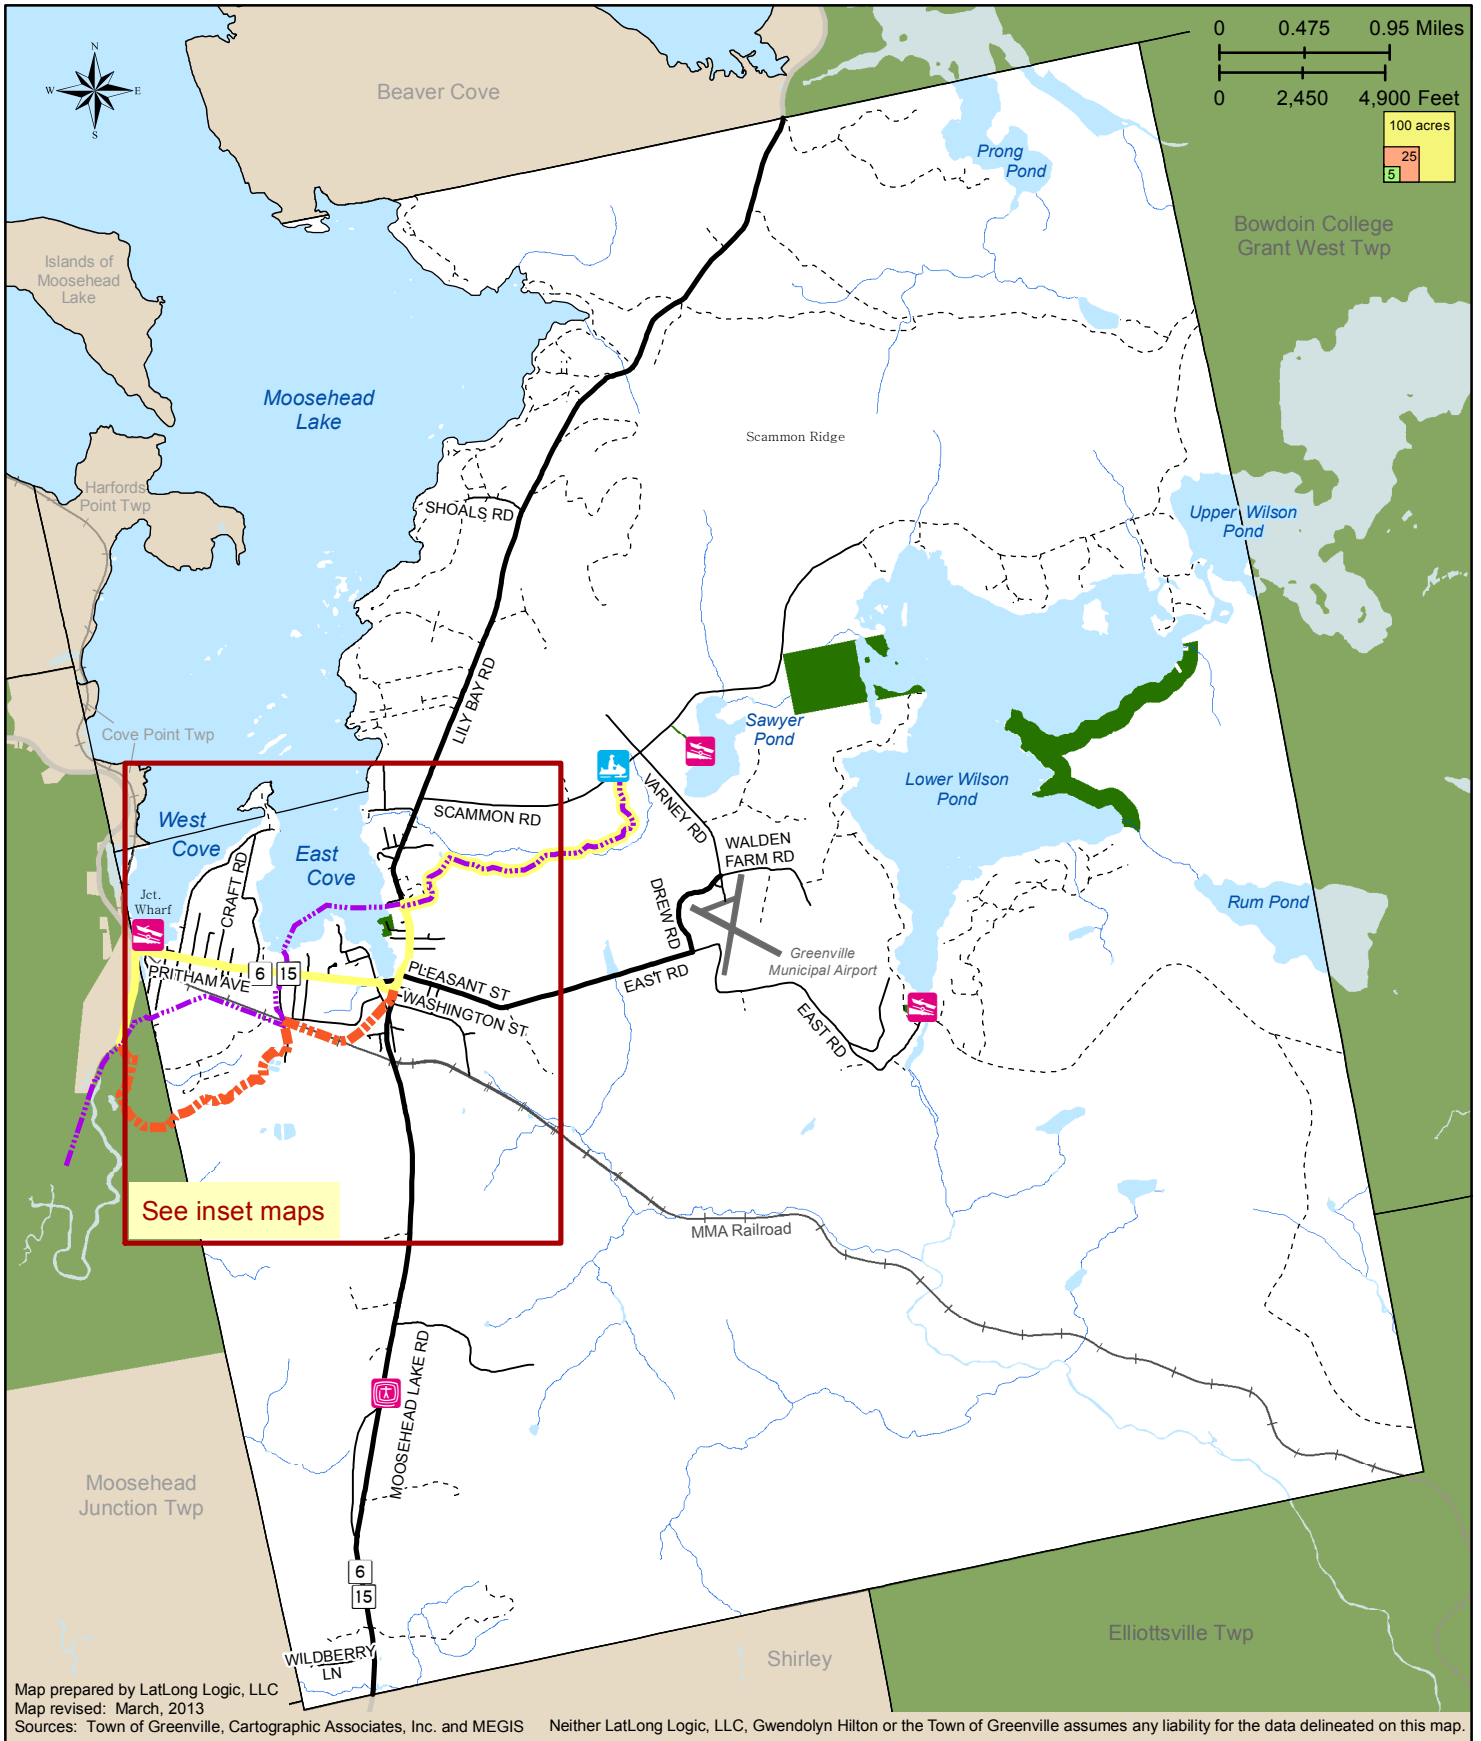 0 0.475 0.95 Miles
0 2,450 4,900 Feet
100 acres
25
5
N
W E
S
Beaver Cove
Prong
Pond
Bowdoin College
Grant West Twp
Islands of
Moosehead
Lake
Moosehead
Lake
Scammon Ridge
Harfords
Point Twp
SHOALS RD
Upper Wilson
Pond
LILY BAY RD
Sawyer
Pond
Cove Point Twp
Lower Wilson
Pond
VARNEY RD
SCAMMON RD
West
Cove
East
Cove
WALDEN
FARM RD
CRAFT RD
DREW RD
Jct.
Wharf
Rum Pond
Greenville
Municipal Airport
PRITHAM AVE
6 15
PLEASANT ST
EAST RD
WASHINGTON ST
EAST RD
See inset maps
MMA Railroad
MOOSEHEAD LAKE RD
Moosehead
Junction Twp
6
15
WILDBERRY
LN
Shirley
Elliottsville Twp
Map prepared by LatLong Logic, LLC
Map revised: March, 2013
Sources: Town of Greenville, Cartographic Associates, Inc. and MEGIS Neither LatLong Logic, LLC, Gwendolyn Hilton or the Town of Greenville assumes any liability for the data delineated on this map.